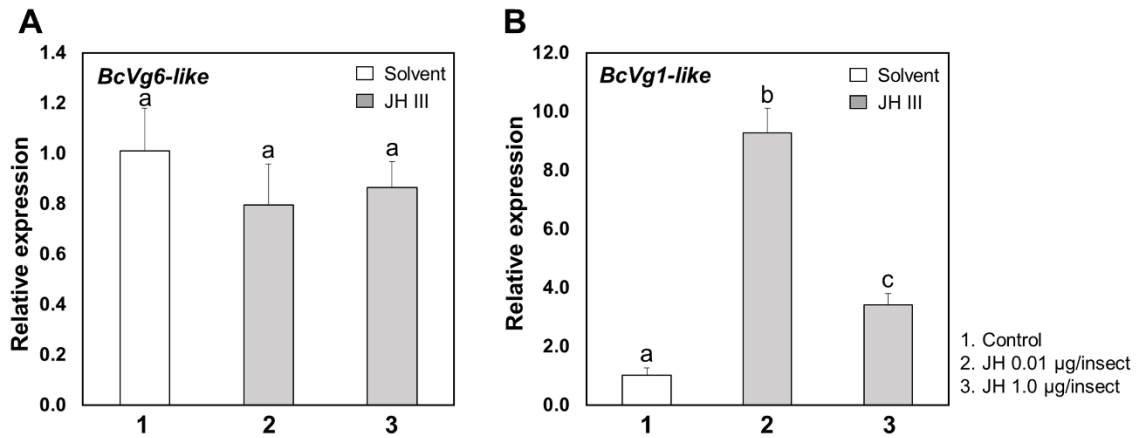 A
BcVg6-like
Solvent
JH III
Relative expression
1.4
1.2
1.0
0.8
0.6
0.4
0.2
0.0
a
a
a
1
2
3
B
BcVg1-like
Solvent
JH III
Relative expression
12.0
10.0
8.0
6.0
4.0
2.0
0.0
a
b
c
1
2
3
1. Control
2. JH 0.01 µg/insect
3. JH 1.0 µg/insect